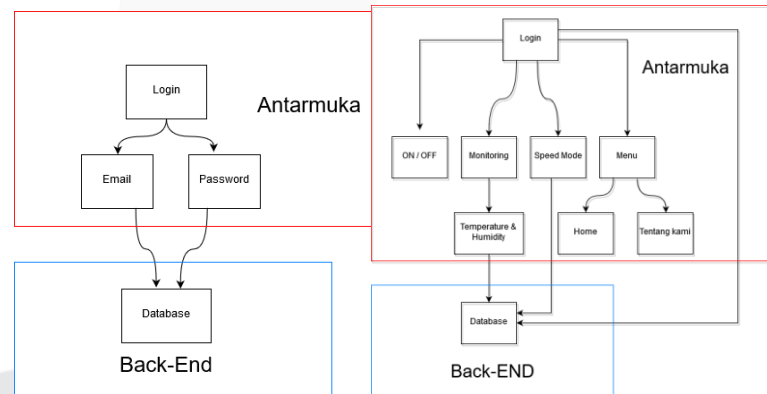 Login
Antarmuka
Email
Password
Database
Back-End
Login
Antarmuka
ON / OFF
Monitoring
Speed Mode
Menu
Temperature &
Humidity
Home
Tentang kami
Database
Back-END